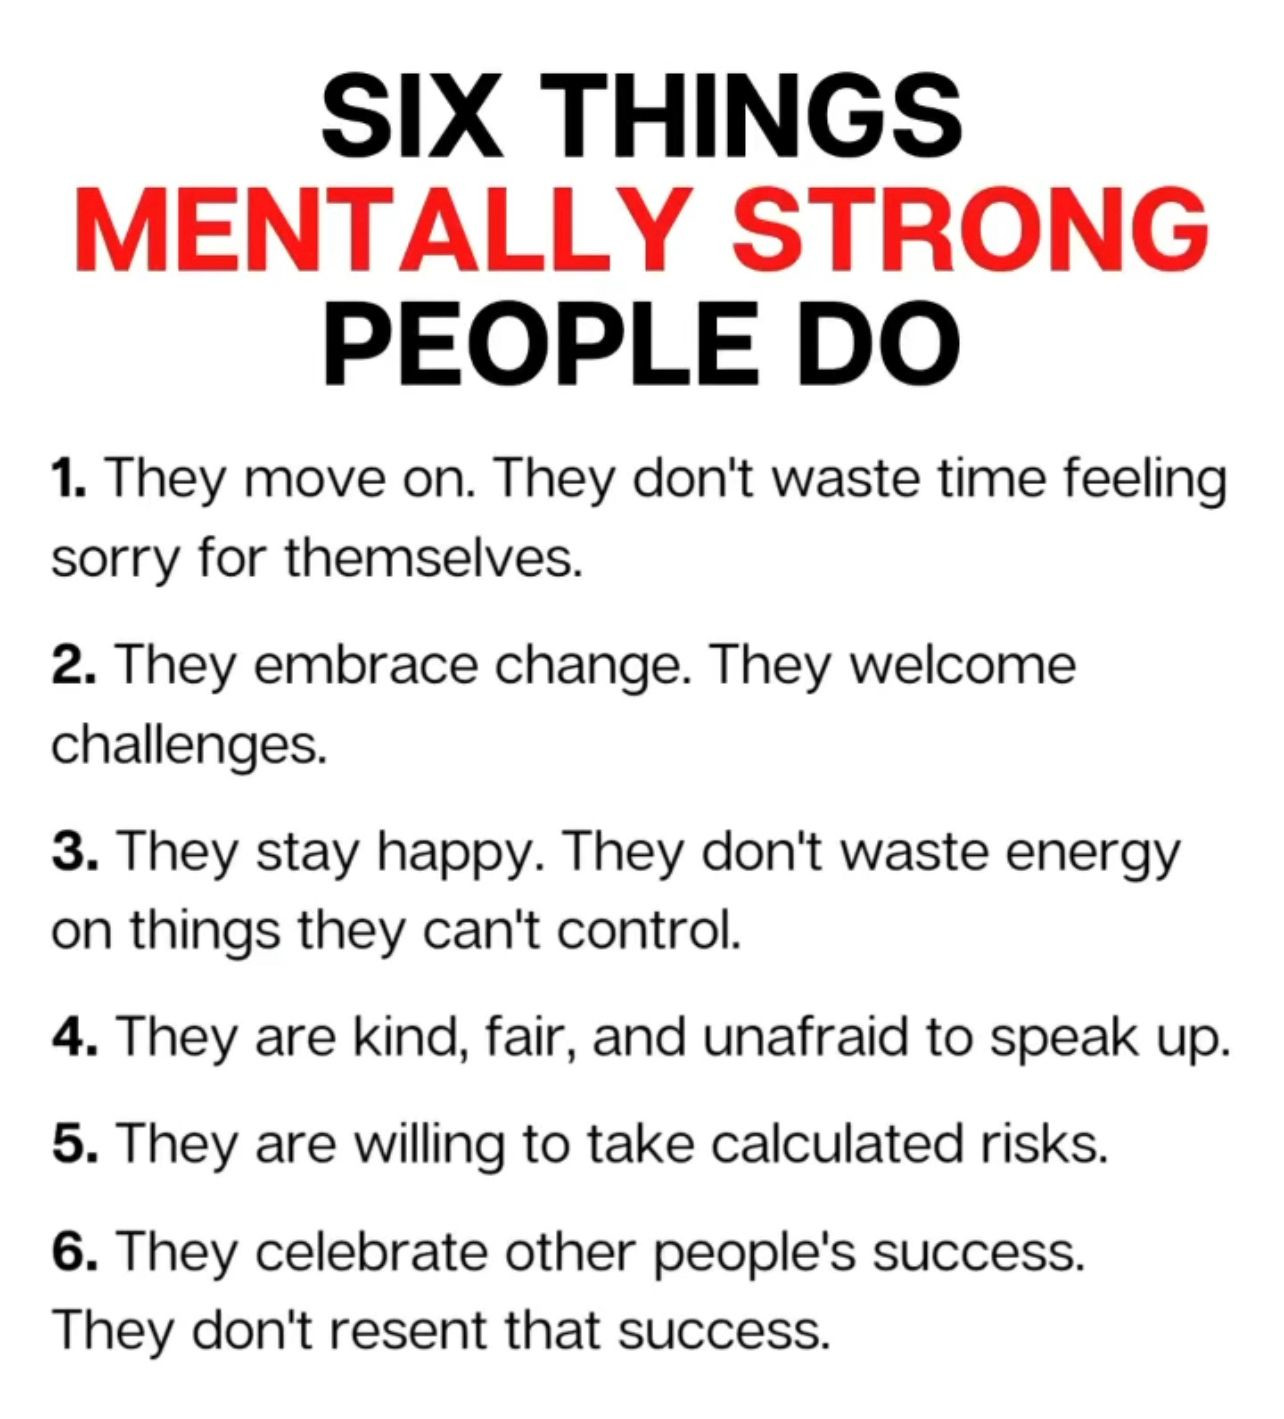 SIX THINGS
MENTALLY STRONG
PEOPLE DO
1. They move on. They don't waste time feeling
sorry for themselves.
2. They embrace change. They welcome
challenges.
3. They stay happy. They don't waste energy
on things they can't control.
4. They are kind, fair, and unafraid to speak up.
5. They are willing to take calculated risks.
6. They celebrate other people's success.
They don't resent that success.